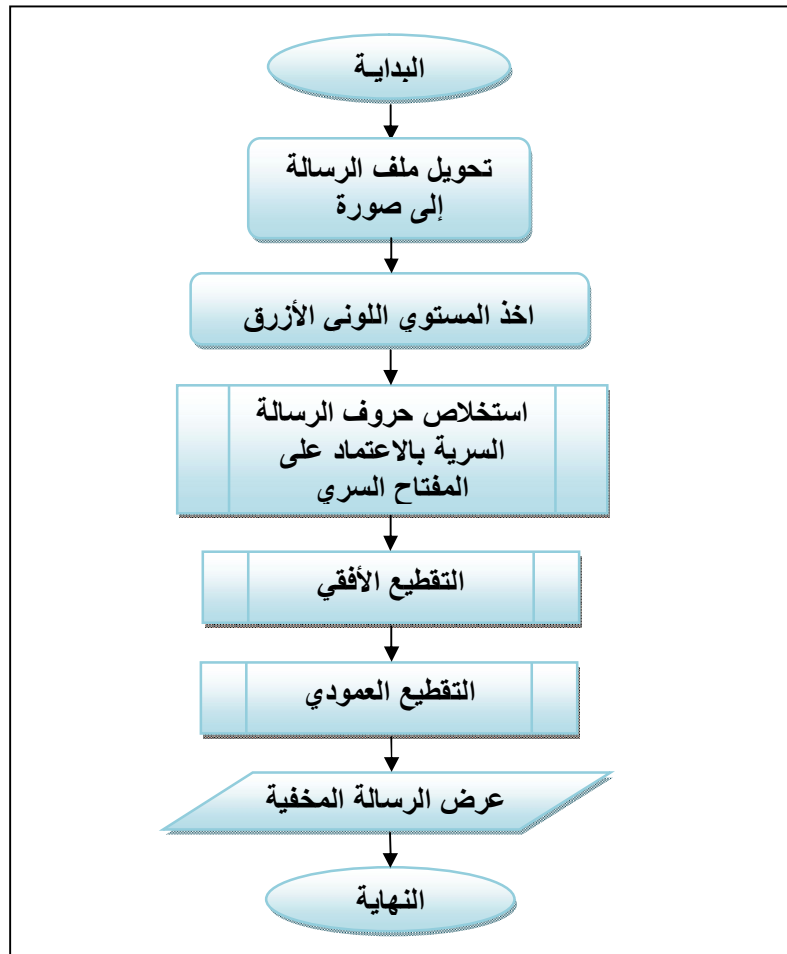 البدايـة
تحويل ملف الرسالة
إلى صورة
اخذ المستوي اللوني الأزرق
استخلاص حروف الرسالة
السرية بالاعتماد على
المفتاح السري
التقطيع الأفقي
التقطيع العمودي
عرض الرسالة المخفية
النهاية